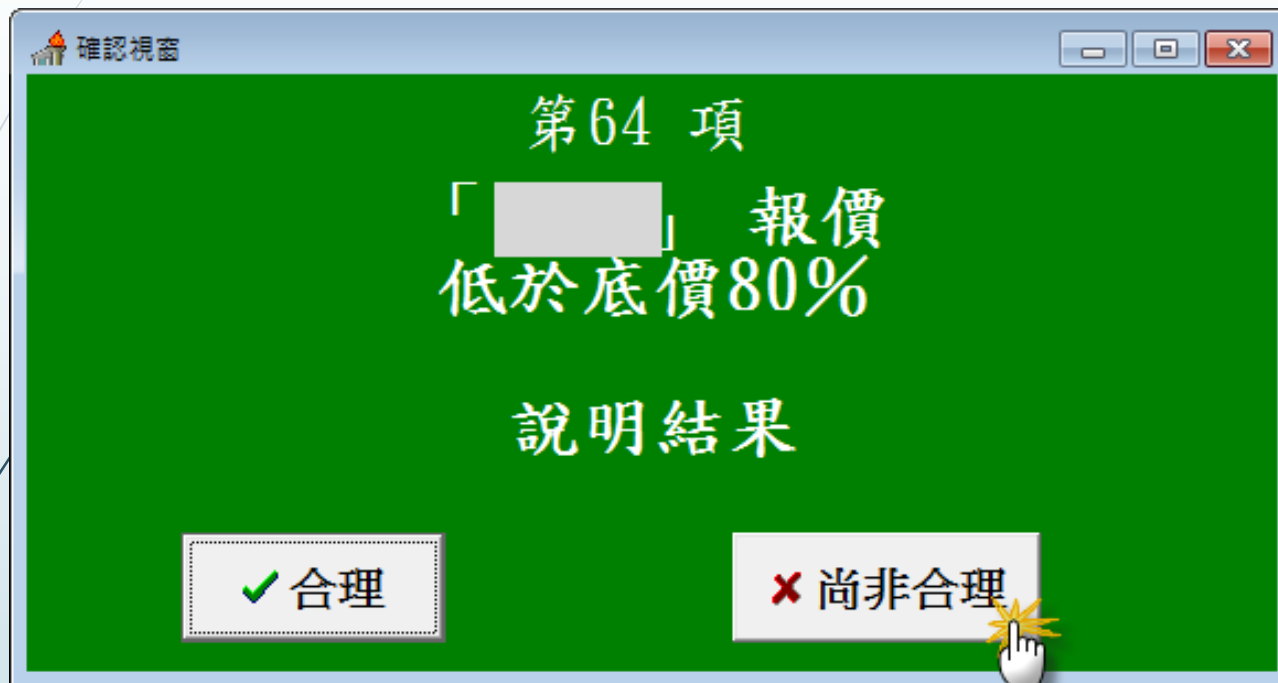 確認視窗
第64 項
「 」 報價
低於底價80%
說明結果
合理
尚非合理